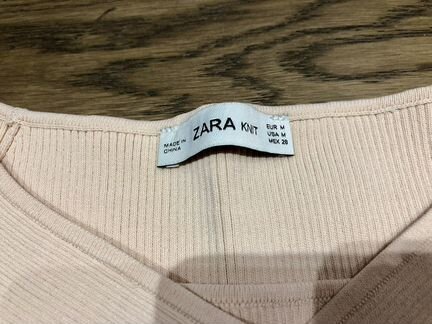 MADE IN
CHINA
ZARA KNIT
EUR M
USA M
MEX 28